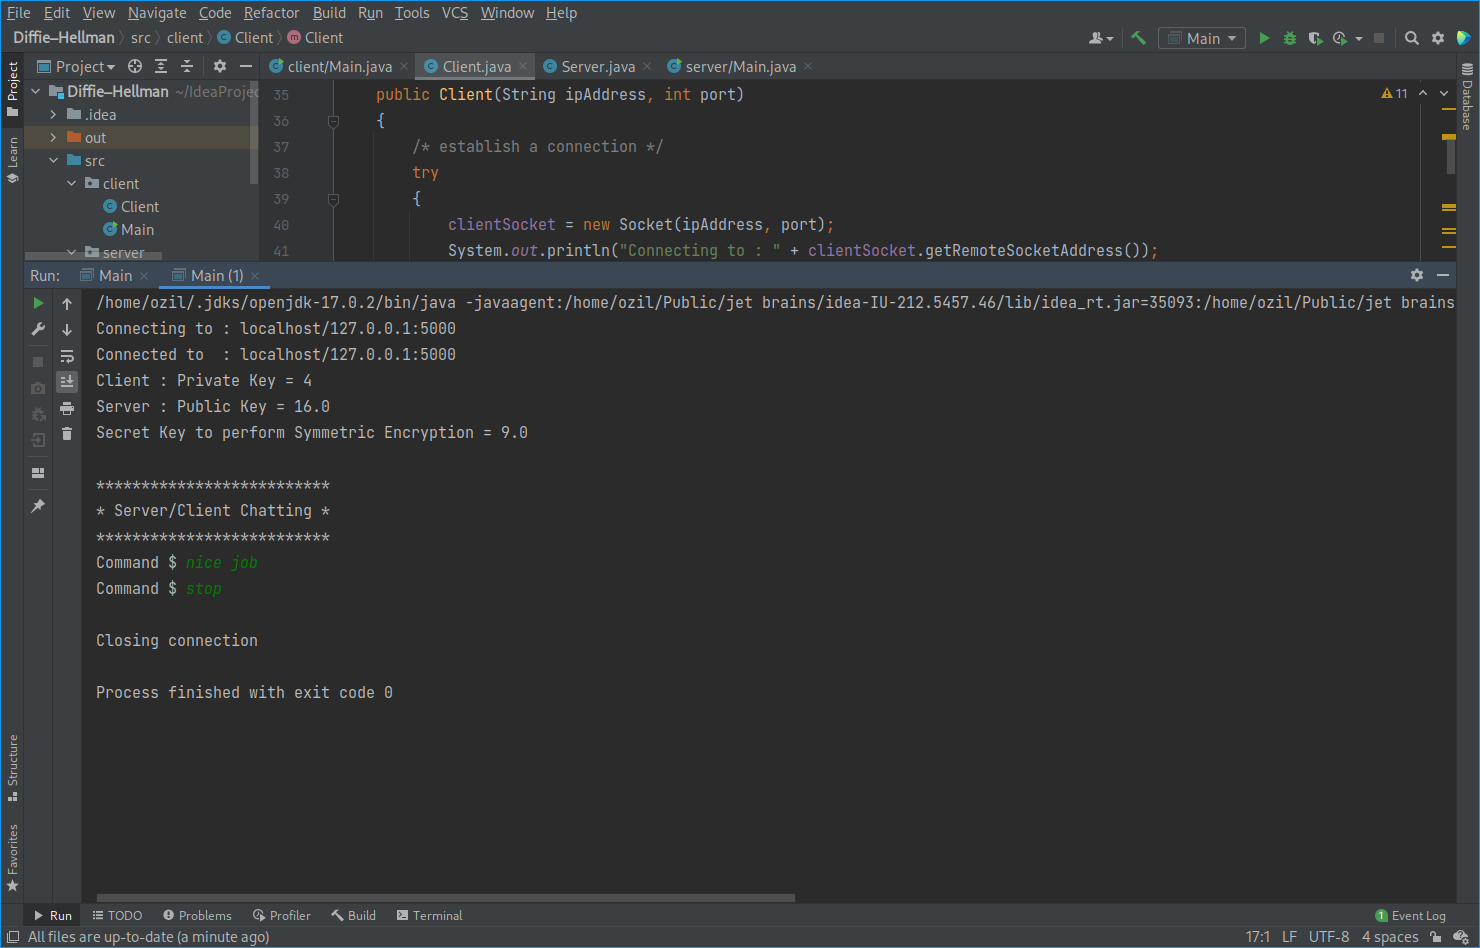 File Edit View Navigate Code Refactor Build Run Tools VCS Window Help
Diffie-Hellman src client Client Client
Main
Project
client/Main.java Client.java Server.java server/Main.java
Project
Learn
Structure
Favorites
Database
Diffie-Hellman ~/IdeaProjec
.idea
out
src
client
Client
Main
server
11
35 public Client(String ipAddress, int port)
36 {
37 /* establish a connection */
38 try
39 {
40 clientSocket = new Socket(ipAddress, port);
41 System.out.println("Connecting to : " + clientSocket.getRemoteSocketAddress());
Run: Main Main (1)
/home/ozil/.jdks/openjdk-17.0.2/bin/java -javaagent:/home/ozil/Public/jet brains/idea-IU-212.5457.46/lib/idea_rt.jar=35093:/home/ozil/Public/jet brains
Connecting to : localhost/127.0.0.1:5000
Connected to  : localhost/127.0.0.1:5000
Client : Private Key = 4
Server : Public Key = 16.0
Secret Key to perform Symmetric Encryption = 9.0
**************************
* Server/Client Chatting *
**************************
Command $ nice job
Command $ stop
Closing connection
Process finished with exit code 0
Run TODO Problems Profiler Build Terminal 1 Event Log
All files are up-to-date (a minute ago) 17:1 LF UTF-8 4 spaces